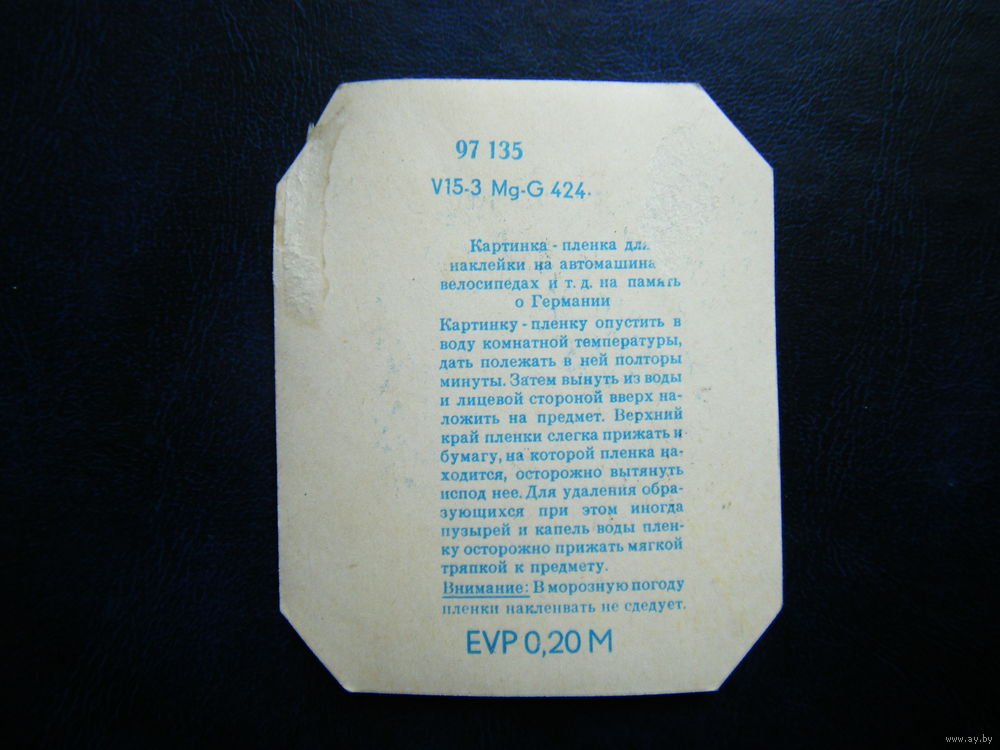 97 135
V15-3 Mg-G 424.
Картинка - пленка для
наклейки на автомашина
велосипедах и т. д. на память
о Германии
Картинку - пленку опустить в
воду комнатной температуры,
дать полежать в ней полторы
минуты. Затем вынуть из воды
и лицевой стороной вверх на-
ложить на предмет. Верхний
край пленки слегка прижать и
бумагу, на которой пленка на-
ходится, осторожно вытянуть
испод нее. Для удаления обра-
зующихся при этом иногда
пузырей и капель воды плен-
ку осторожно прижать мягкой
тряпкой к предмету.
Внимание: В морозную погоду
пленки наклеивать не следует.
EVP 0,20 M
www.ay.by